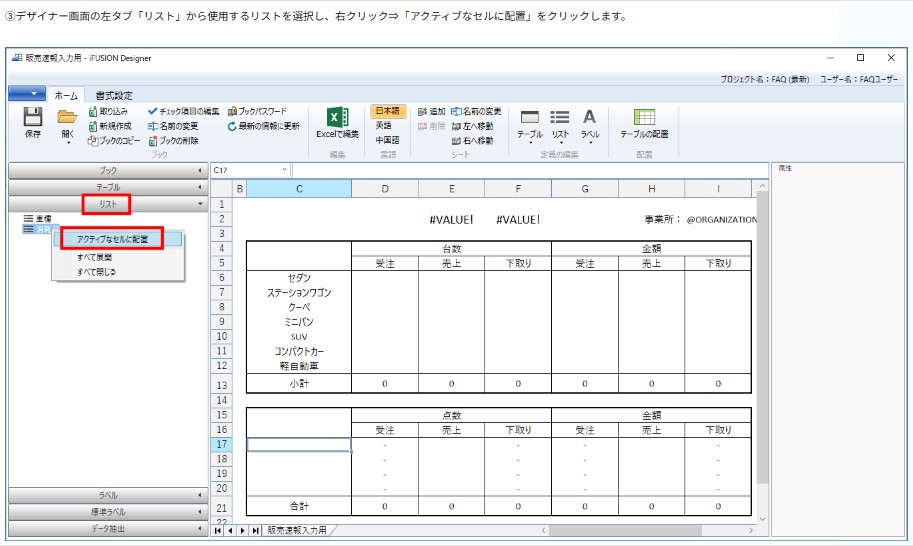 ③デザイナー画面の左タブ「リスト」から使用するリストを選択し、右クリック⇒「アクティブなセルに配置」をクリックします。
販売速報入力用 - iFUSION Designer
プロジェクト名：FAQ (最新) ユーザー名：FAQユーザー
ホーム 書式設定
保存 開く
取り込み チェック項目の編集 ブックパスワード
新規作成 名前の変更 最新の情報に更新
ブックのコピー ブックの削除
ブック
Excelで編集
編集
日本語
英語
中国語
言語
追加 名前の変更
削除 左へ移動
右へ移動
シート
テーブル リスト ラベル
定義の編集
テーブルの配置
配置
ブック
テーブル
リスト
車種
アクティブなセルに配置
すべて展開
すべて閉じる
ラベル
標準ラベル
データ抽出
C17
属性
B C D E F G H I
1
2 #VALUE! #VALUE! 事業所： @ORGANIZATION
3
4 台数 金額
5 受注 売上 下取り 受注 売上 下取り
6 セダン
7 ステーションワゴン
8 クーペ
9 ミニバン
10 SUV
11 コンパクトカー
12 軽自動車
13 小計 0 0 0 0 0 0
14
15 点数 金額
16 受注 売上 下取り 受注 売上 下取り
17 - - - -
18 - - - -
19 - - - -
20 - - - -
21 合計 0 0 0 0 0 0
22
販売速報入力用